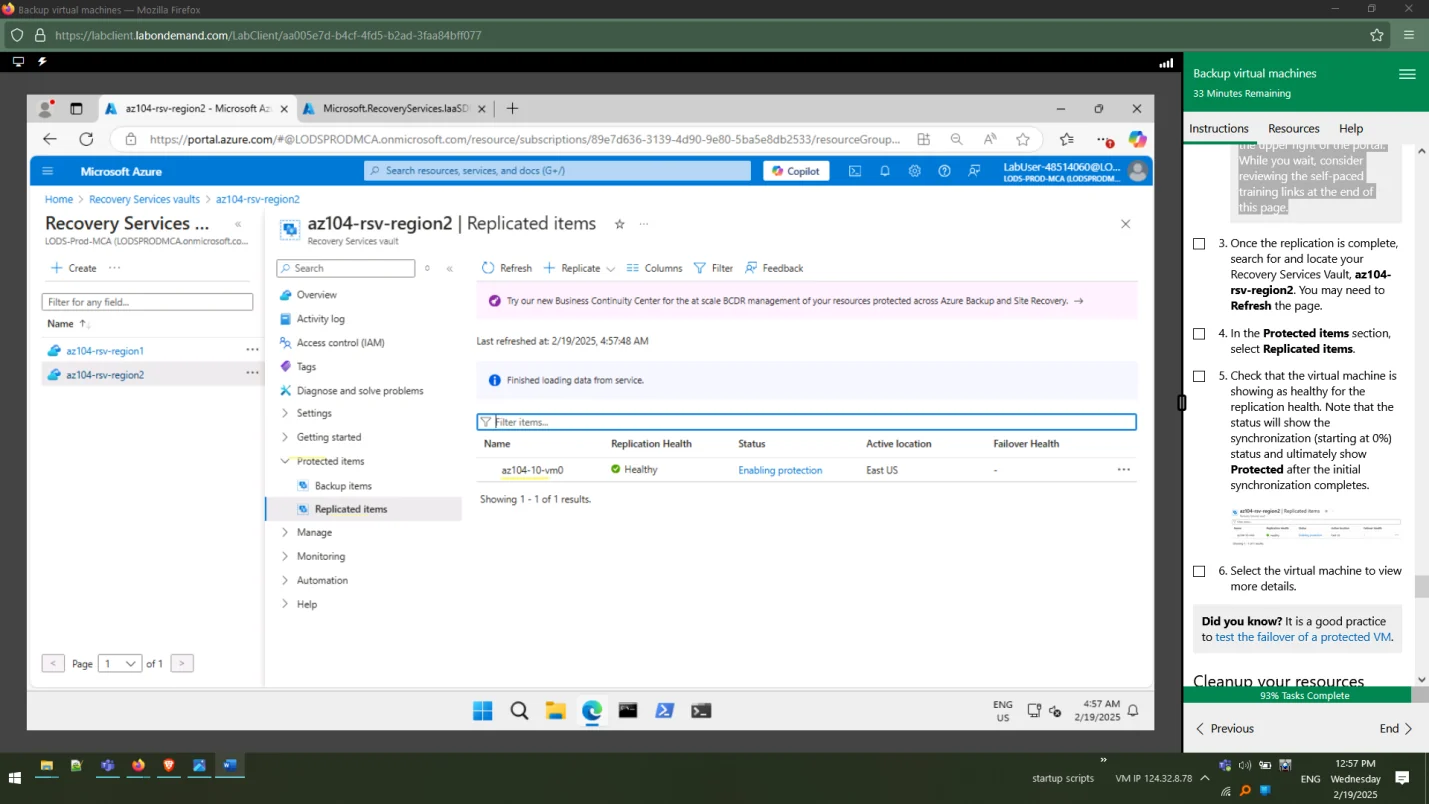 Backup virtual machines — Mozilla Firefox
https://labclient.labondemand.com/LabClient/aa005e7d-b4cf-4fd5-b2ad-3faa84bff077
az104-rsv-region2 - Microsoft Az
Microsoft.RecoveryServices.IaaSD
https://portal.azure.com/#@LODSPRODMCA.onmicrosoft.com/resource/subscriptions/89e7d636-3139-4d90-9e80-5ba5e8db2533/resourceGroup...
Microsoft Azure
Search resources, services, and docs (G+/)
Copilot
LabUser-48514060@LO...
LODS-PROD-MCA (LODSPRODM...
Home > Recovery Services vaults > az104-rsv-region2
Recovery Services ...
LODS-Prod-MCA (LODSPRODMCA.onmicrosoft.co...
Create
Filter for any field...
Name
az104-rsv-region1
az104-rsv-region2
< Page 1 of 1 >
az104-rsv-region2 | Replicated items
Recovery Services vault
Search
Overview
Activity log
Access control (IAM)
Tags
Diagnose and solve problems
Settings
Getting started
Protected items
Backup items
Replicated items
Manage
Monitoring
Automation
Help
Refresh Replicate Columns Filter Feedback
Try our new Business Continuity Center for the at scale BCDR management of your resources protected across Azure Backup and Site Recovery. →
Last refreshed at: 2/19/2025, 4:57:48 AM
Finished loading data from service.
Filter items...
Name Replication Health Status Active location Failover Health
az104-10-vm0 Healthy Enabling protection East US -
Showing 1 - 1 of 1 results.
ENG
US
4:57 AM
2/19/2025
Backup virtual machines
33 Minutes Remaining
Instructions Resources Help
the upper right of the portal.
While you wait, consider
reviewing the self-paced
training links at the end of
this page.
3. Once the replication is complete,
search for and locate your
Recovery Services Vault, az104-
rsv-region2. You may need to
Refresh the page.
4. In the Protected items section,
select Replicated items.
5. Check that the virtual machine is
showing as healthy for the
replication health. Note that the
status will show the
synchronization (starting at 0%)
status and ultimately show
Protected after the initial
synchronization completes.
az104-rsv-region2 | Replicated items
6. Select the virtual machine to view
more details.
Did you know? It is a good practice
to test the failover of a protected VM.
Cleanup your resources
93% Tasks Complete
< Previous
End >
startup scripts
VM IP 124.32.8.78
ENG
12:57 PM
Wednesday
2/19/2025